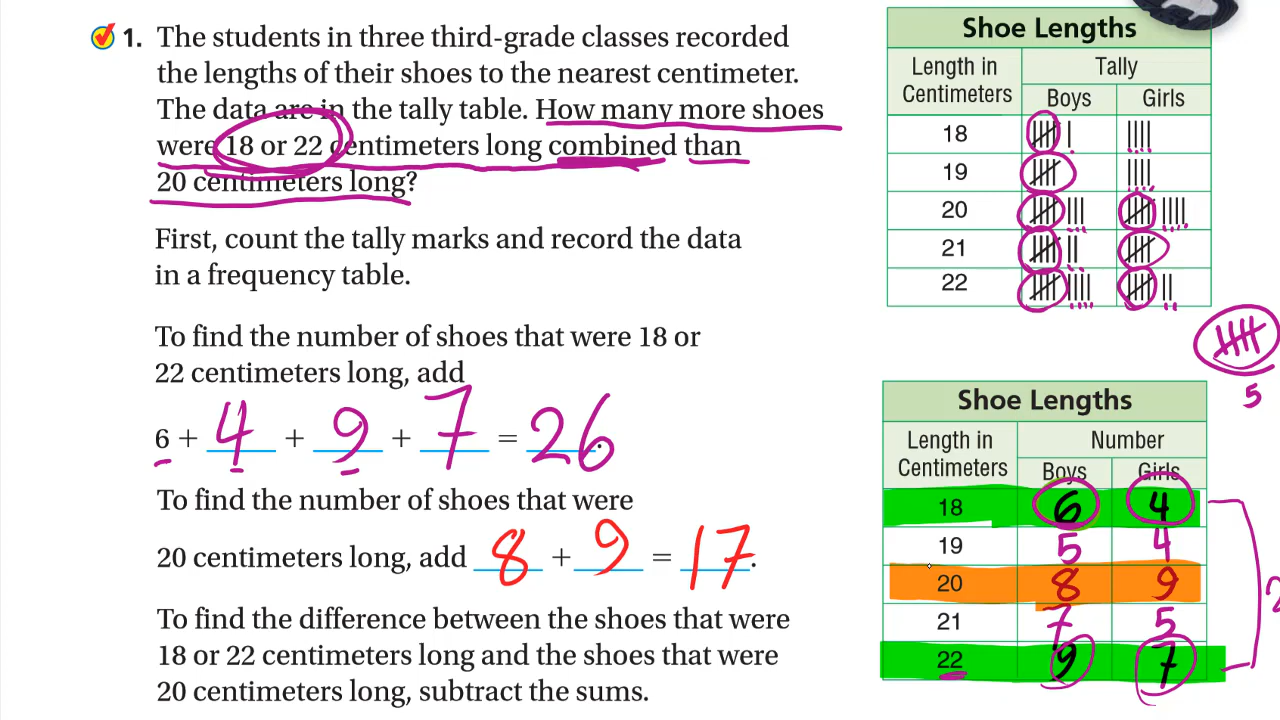 1. The students in three third-grade classes recorded
the lengths of their shoes to the nearest centimeter.
The data are in the tally table. How many more shoes
were 18 or 22 centimeters long combined than
20 centimeters long?
First, count the tally marks and record the data
in a frequency table.
To find the number of shoes that were 18 or
22 centimeters long, add
6 + 4 + 9 + 7 = 26.
To find the number of shoes that were
20 centimeters long, add 8 + 9 = 17.
To find the difference between the shoes that were
18 or 22 centimeters long and the shoes that were
20 centimeters long, subtract the sums.
Shoe Lengths
Length in Centimeters Tally
Boys Girls
18
19
20
21
22
5
Shoe Lengths
Length in Centimeters Number
Boys Girls
18 6 4
19 5 4
20 8 9
21 7 5
22 9 7